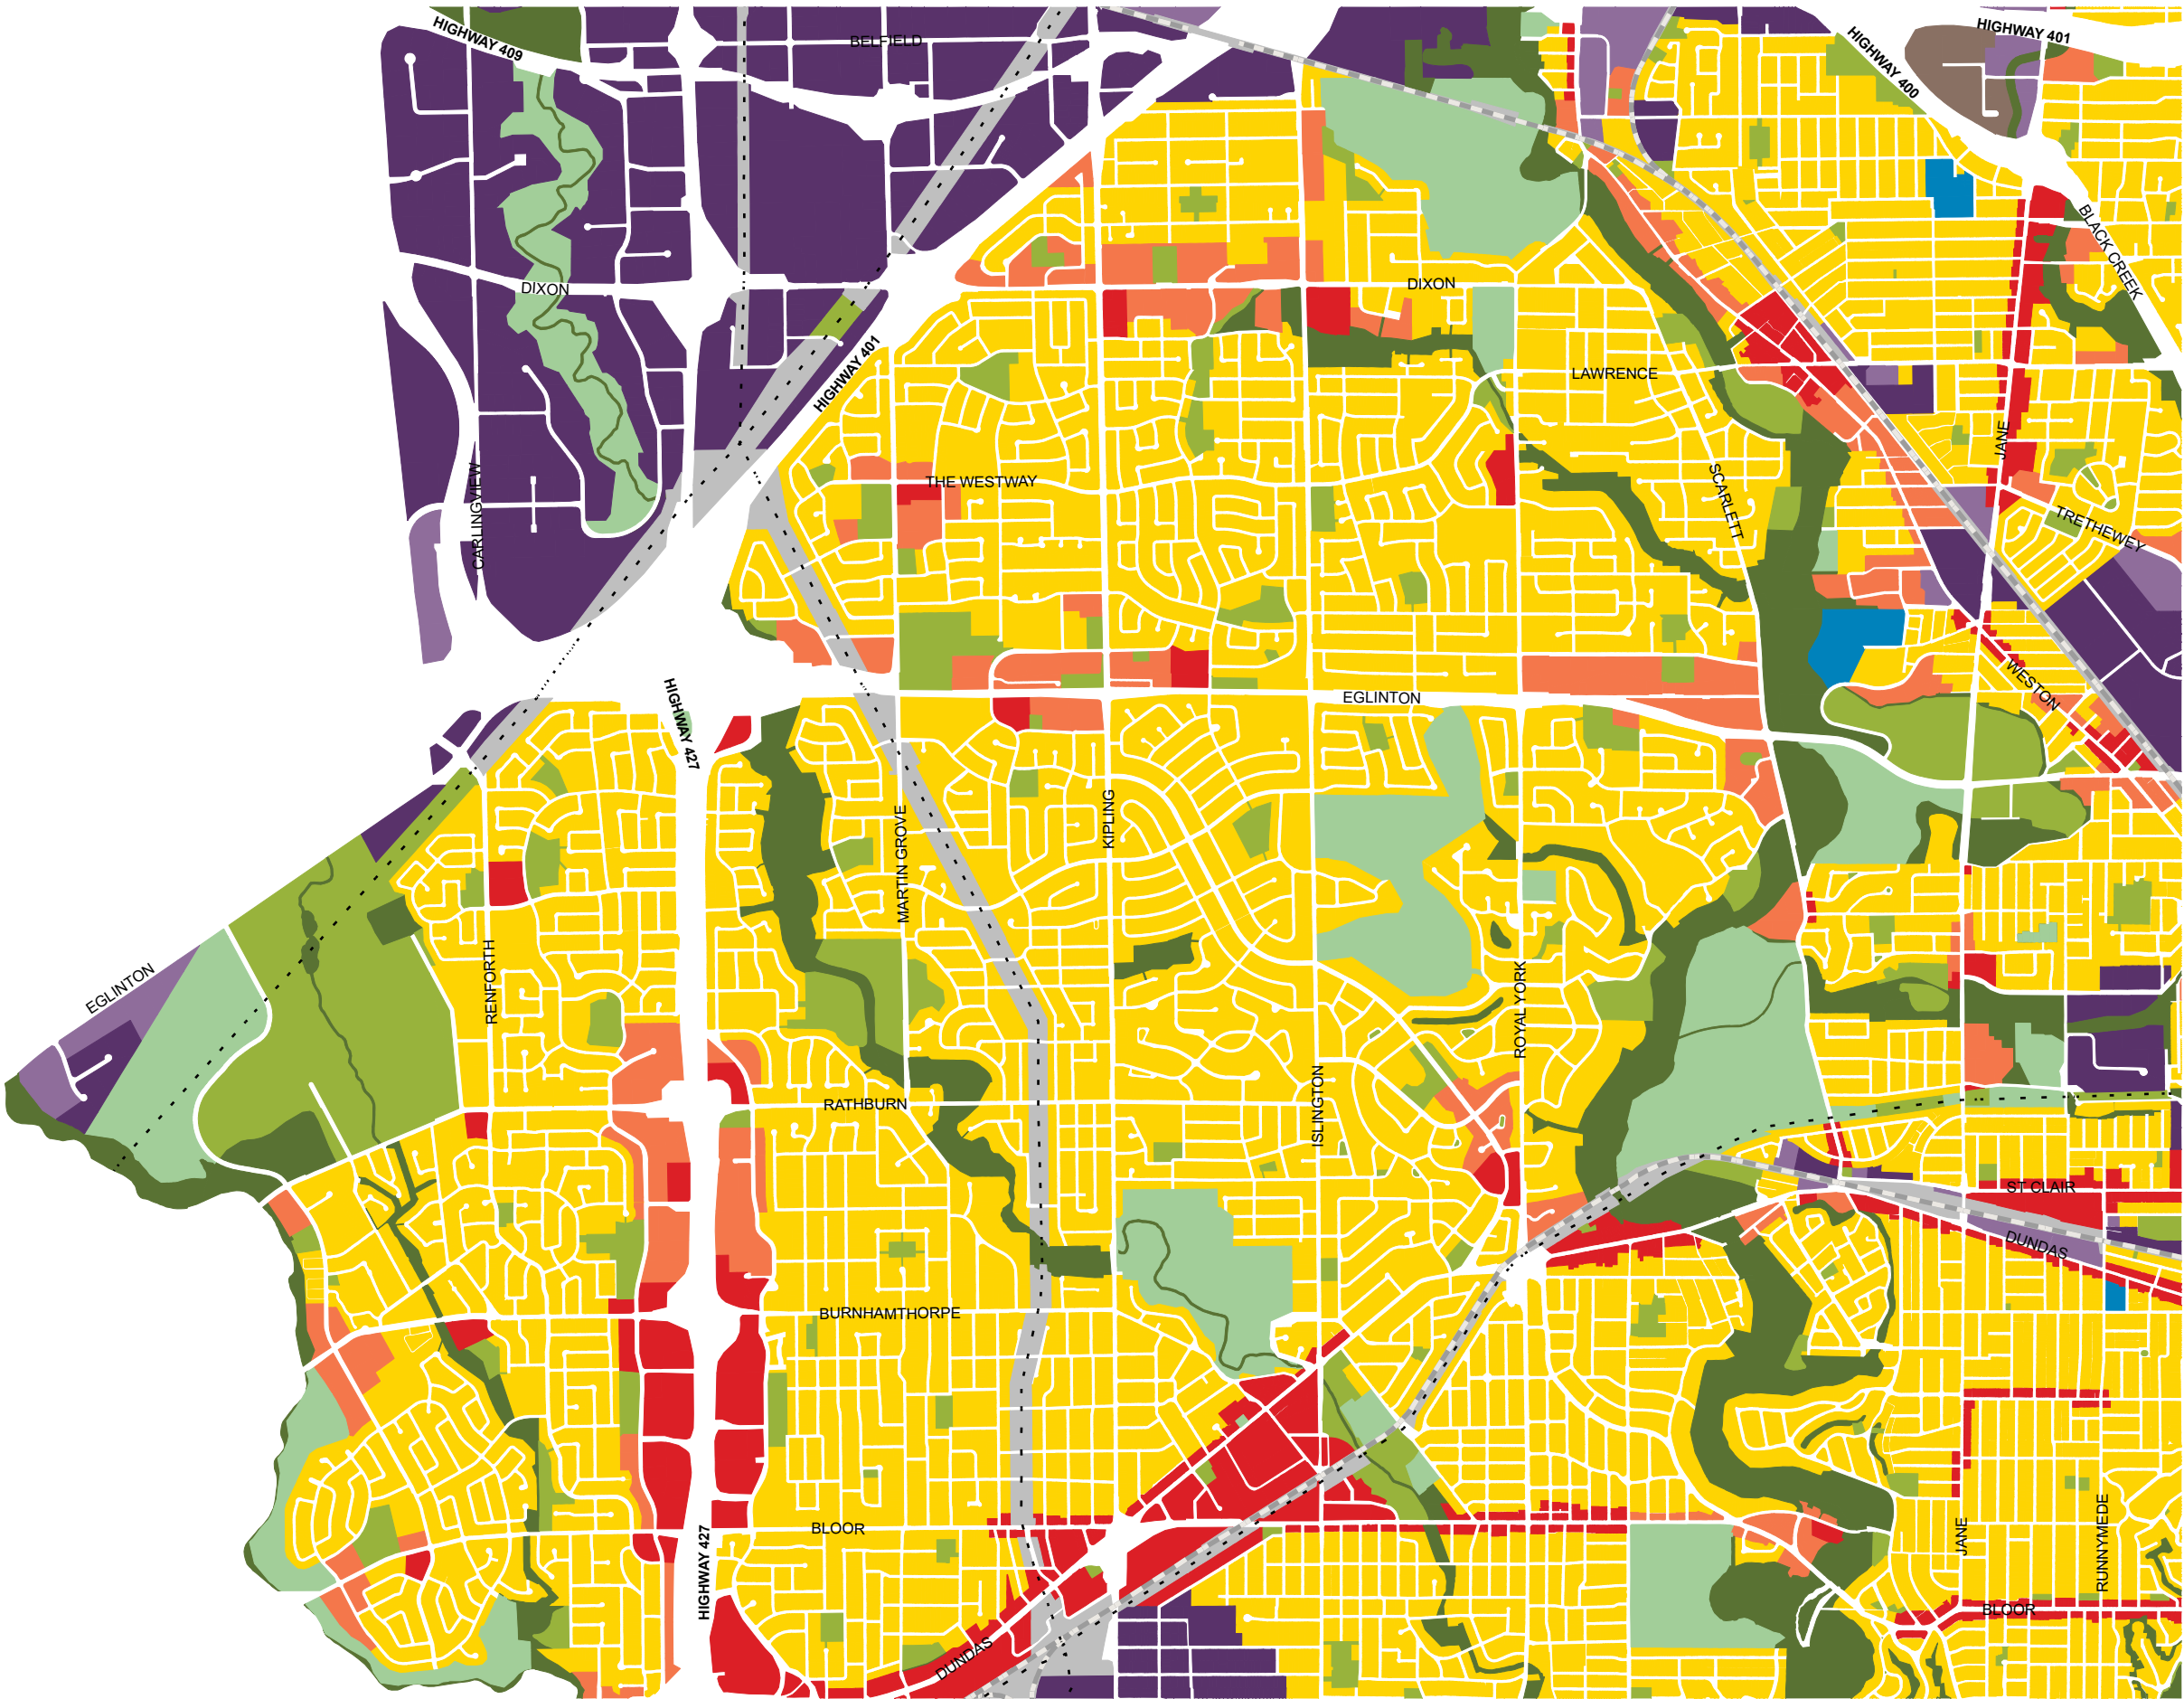 HIGHWAY 409
BELFIELD
HIGHWAY 400
HIGHWAY 401
BLACK CREEK
DIXON
DIXON
HIGHWAY 401
LAWRENCE
JANE
CARLINGVIEW
THE WESTWAY
SCARLETT
TRETHEWEY
WESTON
HIGHWAY 427
EGLINTON
KIPLING
MARTIN GROVE
RENFORTH
EGLINTON
ROYAL YORK
RATHBURN
ISLINGTON
ST CLAIR
DUNDAS
BURNHAMTHORPE
BLOOR
HIGHWAY 427
JANE
RUNNYMEDE
BLOOR
DUNDAS